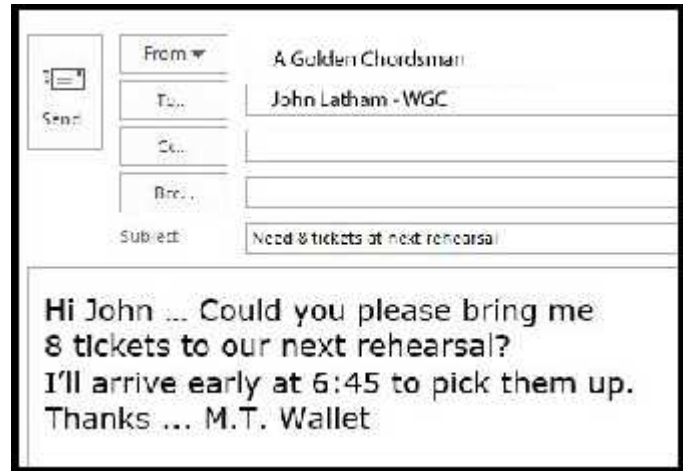 From
A Golden Chordsman
To...
John Latham - WGC
Send
Cc...
Bcc...
Subject
Need 8 tickets at next rehearsal
Hi John ... Could you please bring me
8 tickets to our next rehearsal?
I'll arrive early at 6:45 to pick them up.
Thanks ... M.T. Wallet